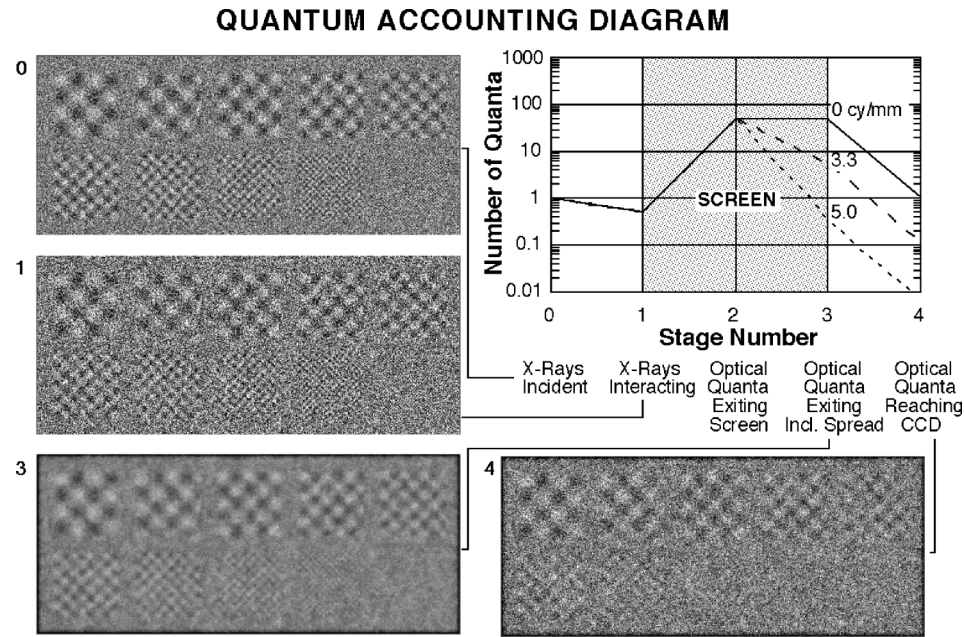 QUANTUM ACCOUNTING DIAGRAM
0
1
3
4
Number of Quanta
1000
100
10
1
0.1
0.01
0 cy/mm
3.3
5.0
SCREEN
0 1 2 3 4
Stage Number
X-Rays Incident
X-Rays Interacting
Optical Quanta Exiting Screen
Optical Quanta Exiting Incl. Spread
Optical Quanta Reaching CCD